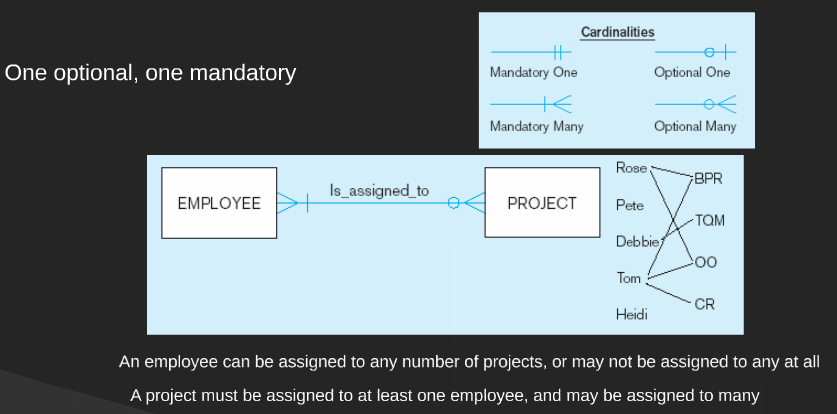 One optional, one mandatory
Cardinalities
Mandatory One
Optional One
Mandatory Many
Optional Many
EMPLOYEE
Is_assigned_to
PROJECT
Rose
BPR
Pete
TQM
Debbie
OO
Tom
CR
Heidi
An employee can be assigned to any number of projects, or may not be assigned to any at all
A project must be assigned to at least one employee, and may be assigned to many